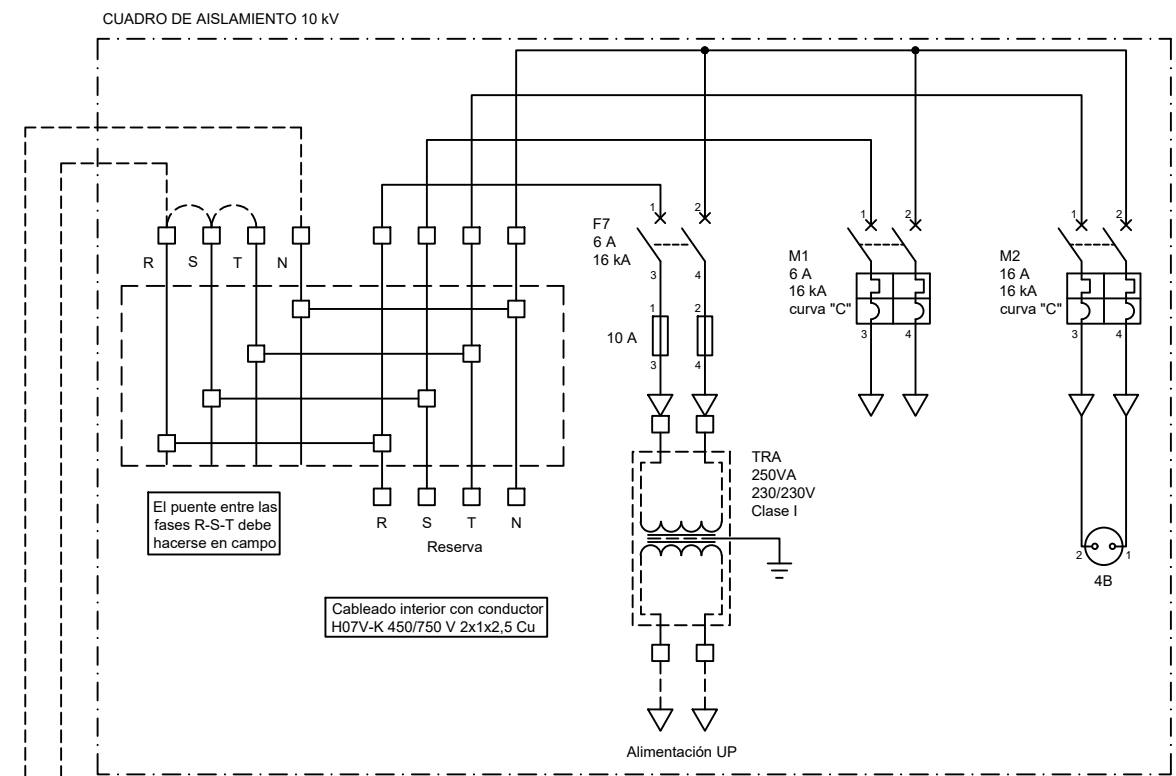 CUADRO DE AISLAMIENTO 10 kV
R S T N
El puente entre las
fases R-S-T debe
hacerse en campo
R S T N
Reserva
Cableado interior con conductor
H07V-K 450/750 V 2x1x2,5 Cu
1 2
F7
6 A
16 kA
3 4
1 2
10 A
3 4
TRA
250VA
230/230V
Clase I
Alimentación UP
1 2
M1
6 A
16 kA
curva "C"
3 4
1 2
M2
16 A
16 kA
curva "C"
3 4
2 1
4B